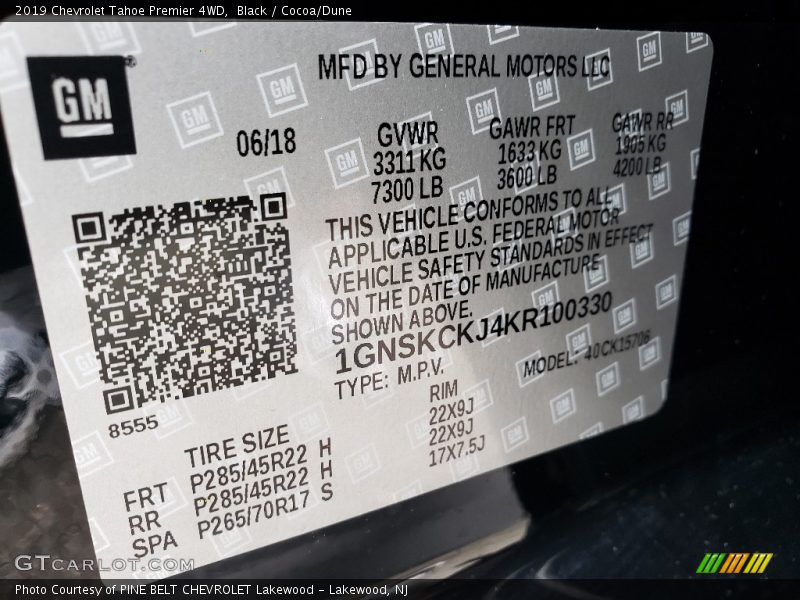 2019 Chevrolet Tahoe Premier 4WD,  Black / Cocoa/Dune
GM
MFD BY GENERAL MOTORS LLC
06/18
GVWR GAWR FRT GAWR RR
3311 KG 1633 KG 1905 KG
7300 LB 3600 LB 4200 LB
THIS VEHICLE CONFORMS TO ALL
APPLICABLE U.S. FEDERAL MOTOR
VEHICLE SAFETY STANDARDS IN EFFECT
ON THE DATE OF MANUFACTURE
SHOWN ABOVE.
1GNSKCKJ4KR100330
TYPE: M.P.V. MODEL: 40CK15706
8555
TIRE SIZE RIM
FRT P285/45R22 H 22X9J
RR P285/45R22 H 22X9J
SPA P265/70R17 S 17X7.5J
GTCARLOT.COM
Photo Courtesy of PINE BELT CHEVROLET Lakewood - Lakewood, NJ